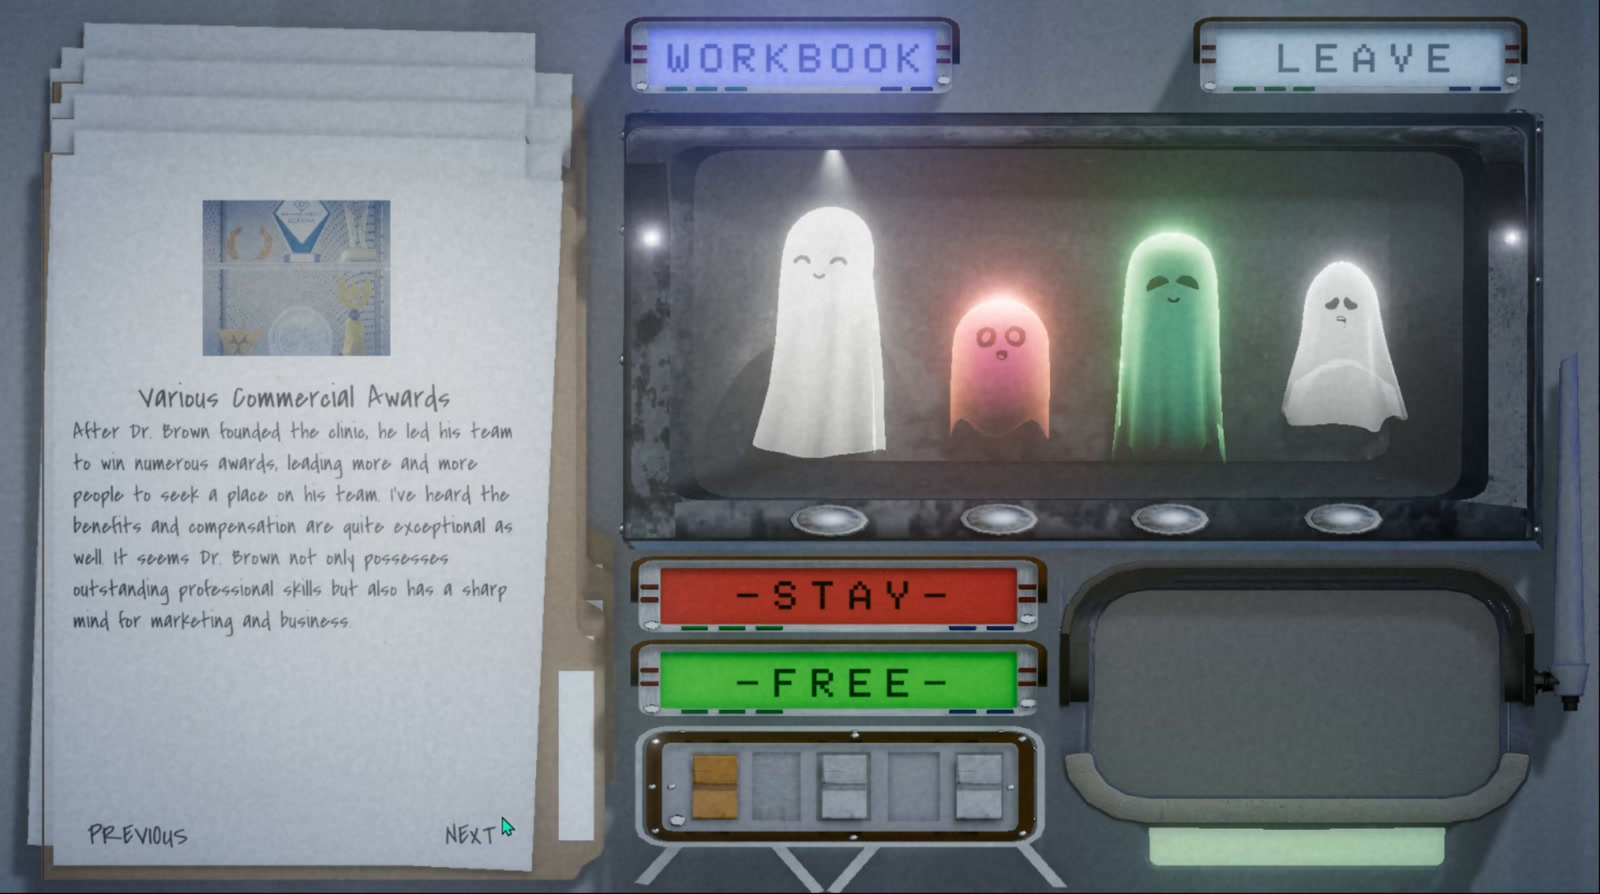 WORKBOOK
LEAVE
Various Commercial Awards
After Dr. Brown founded the clinic, he led his team
to win numerous awards, leading more and more
people to seek a place on his team. I've heard the
benefits and compensation are quite exceptional as
well. It seems Dr. Brown not only possesses
outstanding professional skills but also has a sharp
mind for marketing and business.
PREVIOUS
NEXT
-STAY-
-FREE-